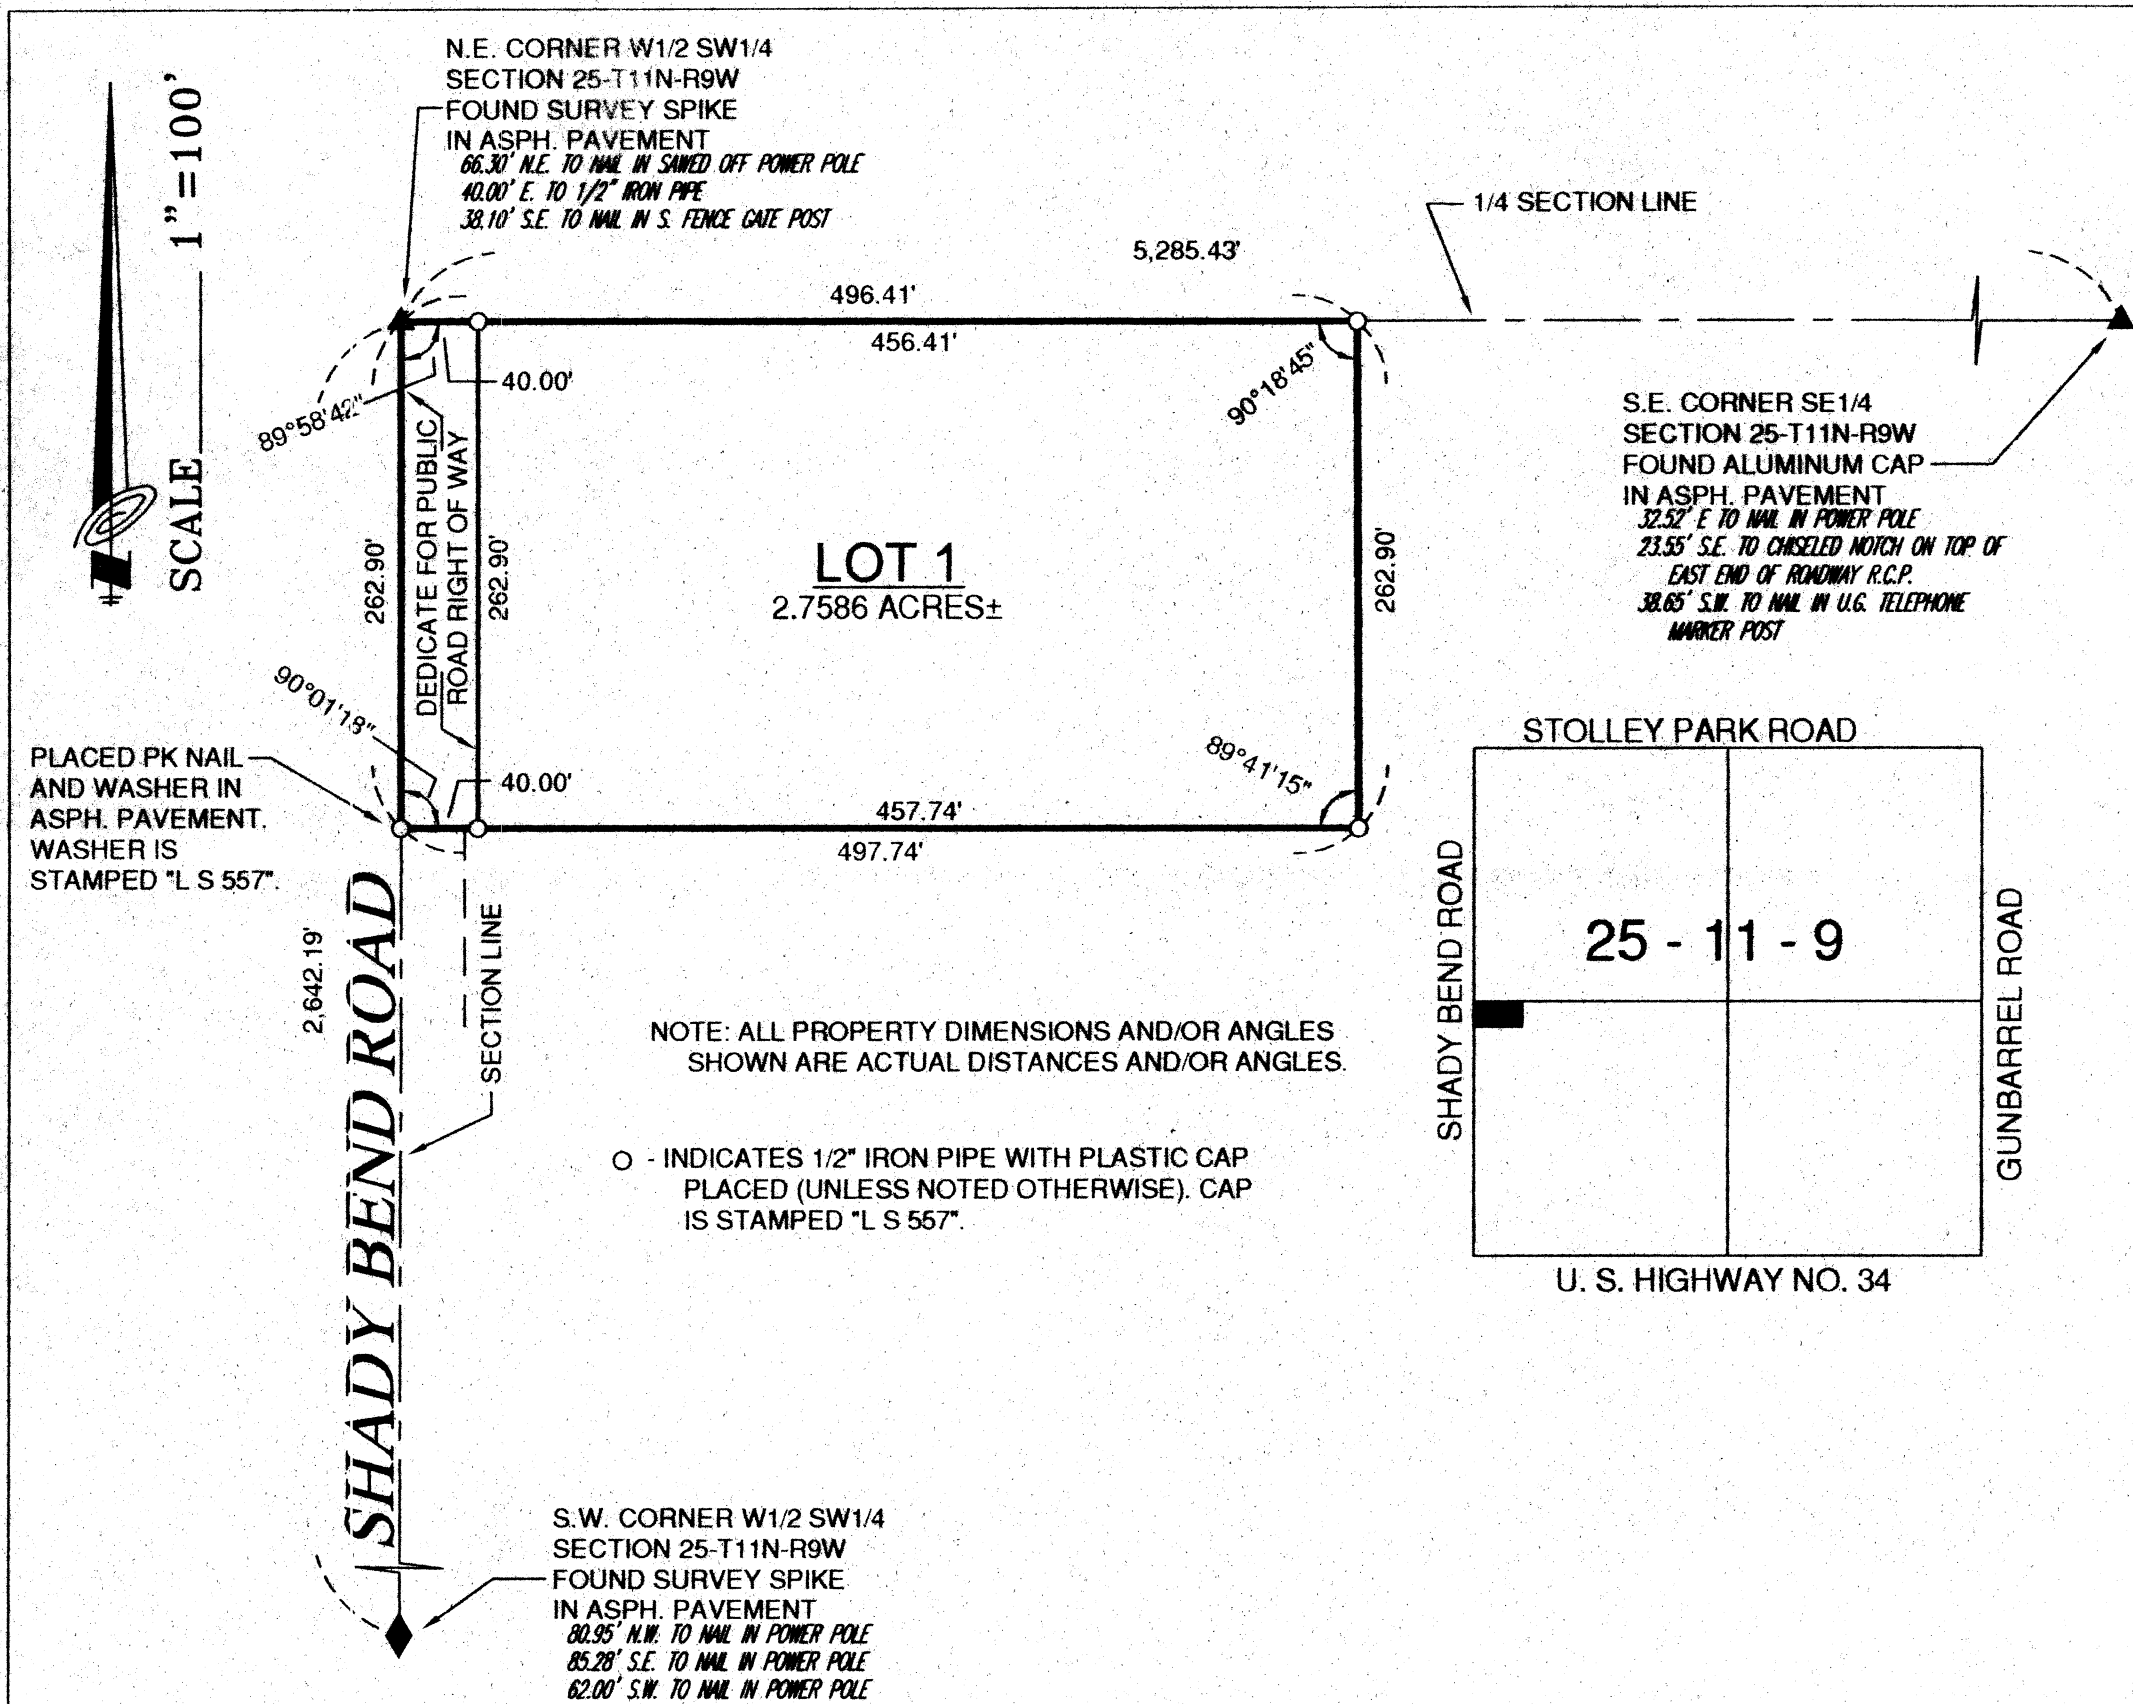 N.E. CORNER W1/2 SW1/4
SECTION 25-T11N-R9W
FOUND SURVEY SPIKE
IN ASPH. PAVEMENT
66.30' N.E. TO NAIL IN SAWED OFF POWER POLE
40.00' E. TO 1/2" IRON PIPE
38.10' S.E. TO NAIL IN S. FENCE GATE POST
SCALE 1"=100'
1/4 SECTION LINE
5,285.43'
496.41'
456.41'
40.00'
89°58'42"
90°18'45"
S.E. CORNER SE1/4
SECTION 25-T11N-R9W
FOUND ALUMINUM CAP
IN ASPH. PAVEMENT
32.52' E TO NAIL IN POWER POLE
23.55' S.E. TO CHISELED NOTCH ON TOP OF
EAST END OF ROADWAY R.C.P.
38.65' S.W. TO NAIL IN U.G. TELEPHONE
MARKER POST
262.90'
DEDICATE FOR PUBLIC
ROAD RIGHT OF WAY
262.90'
LOT 1
2.7586 ACRES±
262.90'
90°01'18"
89°41'15"
PLACED PK NAIL
AND WASHER IN
ASPH. PAVEMENT.
WASHER IS
STAMPED "L S 557".
40.00'
457.74'
497.74'
STOLLEY PARK ROAD
SHADY BEND ROAD
25 - 11 - 9
GUNBARREL ROAD
U. S. HIGHWAY NO. 34
2,642.19'
SHADY BEND ROAD
SECTION LINE
NOTE: ALL PROPERTY DIMENSIONS AND/OR ANGLES
SHOWN ARE ACTUAL DISTANCES AND/OR ANGLES.
- INDICATES 1/2" IRON PIPE WITH PLASTIC CAP
PLACED (UNLESS NOTED OTHERWISE). CAP
IS STAMPED "L S 557".
S.W. CORNER W1/2 SW1/4
SECTION 25-T11N-R9W
FOUND SURVEY SPIKE
IN ASPH. PAVEMENT
80.95' N.W. TO NAIL IN POWER POLE
85.28' S.E. TO NAIL IN POWER POLE
62.00' S.W. TO NAIL IN POWER POLE